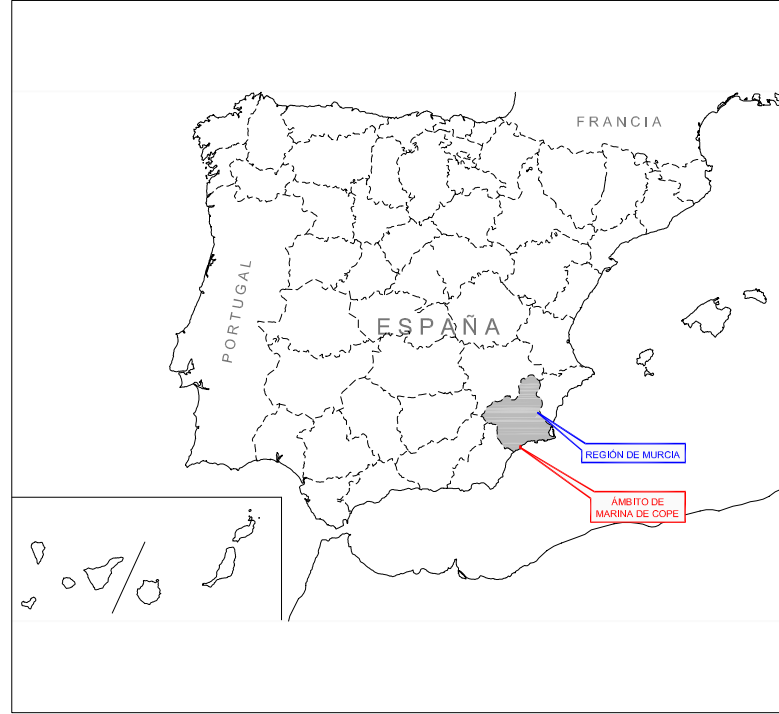 FRANCIA
PORTUGAL
ESPAÑA
REGIÓN DE MURCIA
ÁMBITO DE
MARINA DE COPE